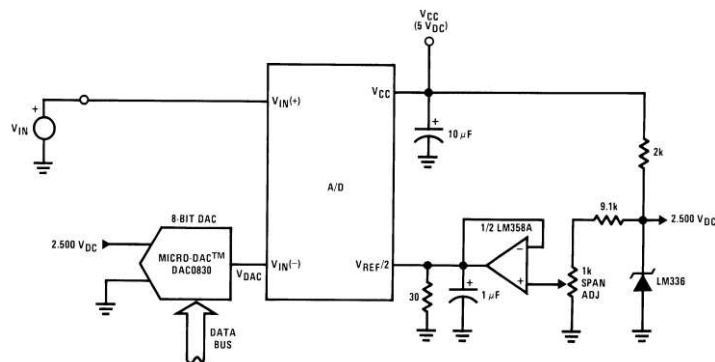 VCC
(5 VDC)
VIN(+)
VCC
+
VIN
+
10 μF
2k
A/D
8-BIT DAC
9.1k
1/2 LM358A
2.500 VDC
2.500 VDC
MICRO-DAC™
DAC0830
VDAC
VIN(−)
VREF/2
−
+
1k
SPAN
ADJ
LM336
30
+
1 μF
DATA
BUS